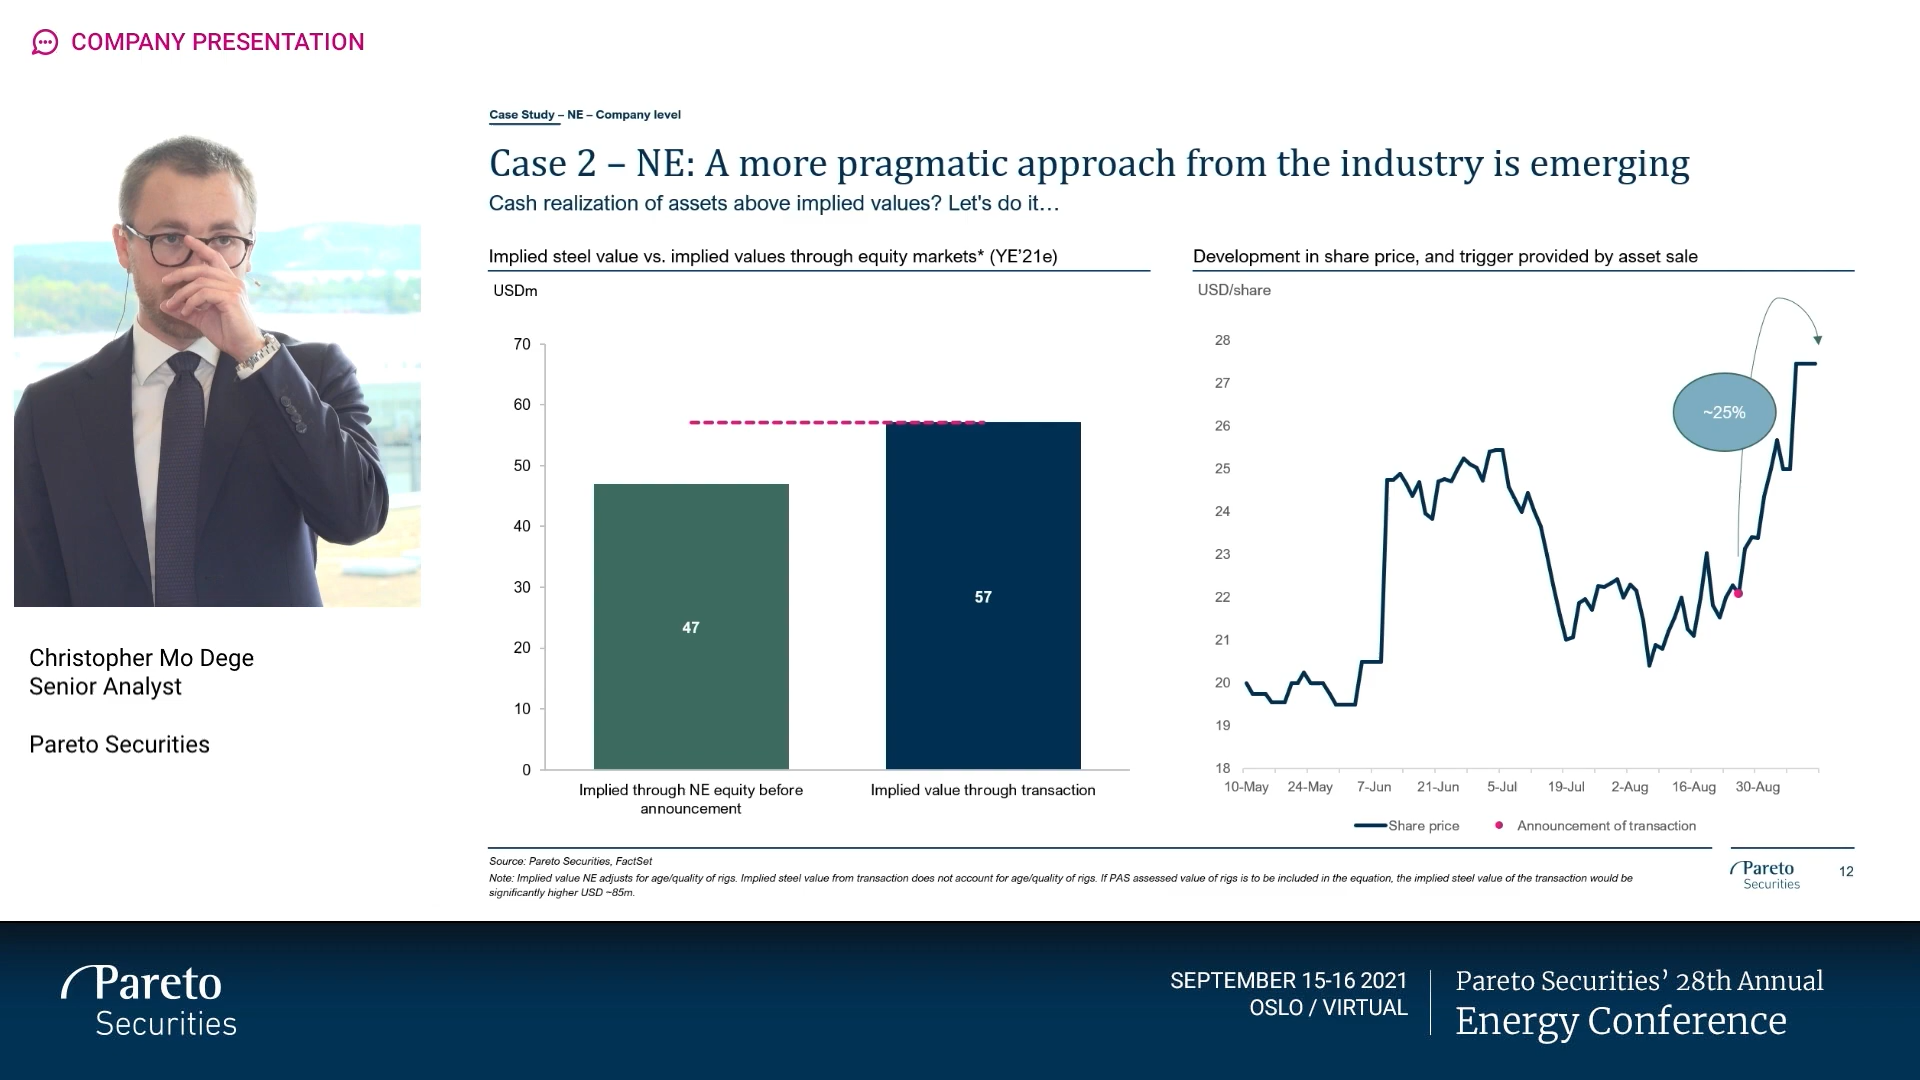 COMPANY PRESENTATION
Case Study – NE – Company level
Case 2 – NE: A more pragmatic approach from the industry is emerging
Cash realization of assets above implied values? Let's do it…
Implied steel value vs. implied values through equity markets* (YE'21e)
USDm
70
60
50
40
30
20
10
0
47
57
Implied through NE equity before
announcement
Implied value through transaction
Development in share price, and trigger provided by asset sale
USD/share
28
27
26
25
24
23
22
21
20
19
18
~25%
10-May 24-May 7-Jun 21-Jun 5-Jul 19-Jul 2-Aug 16-Aug 30-Aug
Share price Announcement of transaction
Source: Pareto Securities, FactSet
Note: Implied value NE adjusts for age/quality of rigs. Implied steel value from transaction does not account for age/quality of rigs. If PAS assessed value of rigs is to be included in the equation, the implied steel value of the transaction would be
significantly higher USD ~85m.
Pareto
Securities
12
Christopher Mo Dege
Senior Analyst
Pareto Securities
Pareto
Securities
SEPTEMBER 15-16 2021
OSLO / VIRTUAL
Pareto Securities' 28th Annual
Energy Conference